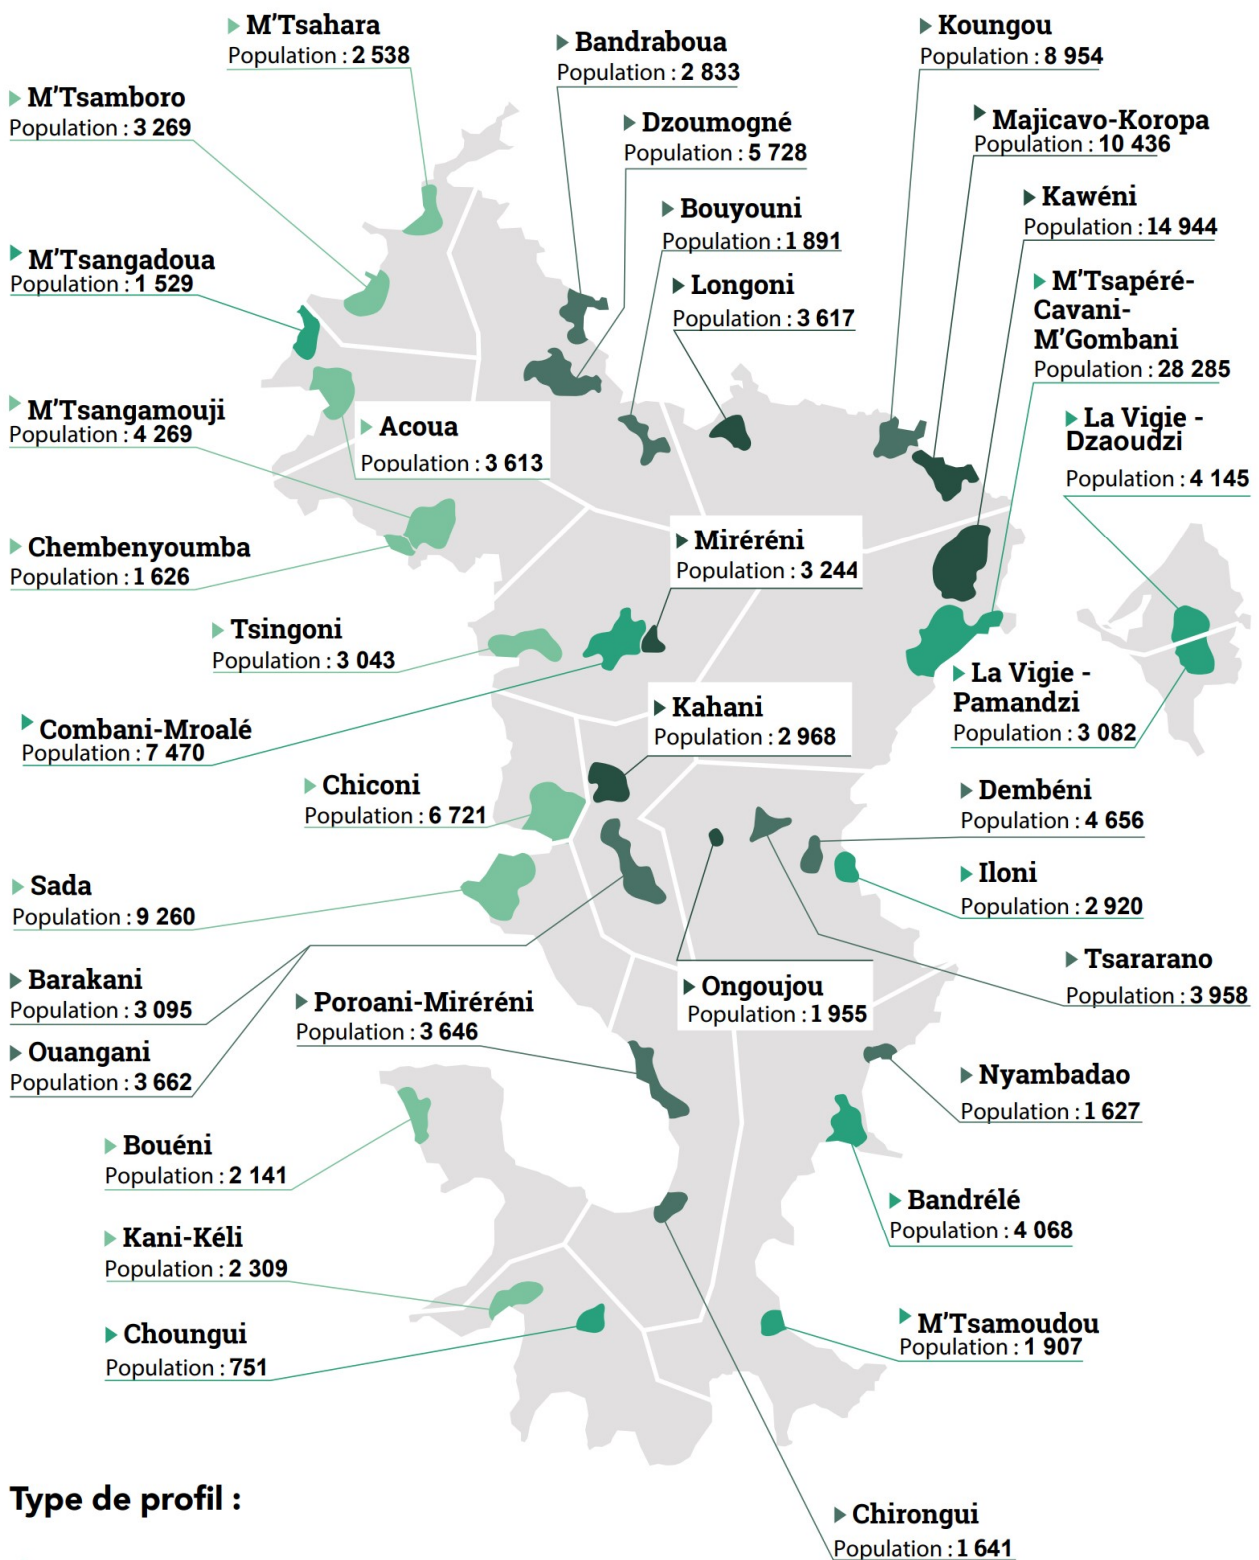 M'Tsahara
Population : 2 538
Bandraboua
Population : 2 833
Koungou
Population : 8 954
M'Tsamboro
Population : 3 269
Dzoumogné
Population : 5 728
Majicavo-Koropa
Population : 10 436
Bouyouni
Population : 1 891
Kawéni
Population : 14 944
M'Tsangadoua
Population : 1 529
Longoni
Population : 3 617
M'Tsapéré-
Cavani-
M'Gombani
Population : 28 285
M'Tsangamouji
Population : 4 269
Acoua
Population : 3 613
La Vigie -
Dzaoudzi
Population : 4 145
Chembenyoumba
Population : 1 626
Miréréni
Population : 3 244
Tsingoni
Population : 3 043
La Vigie -
Pamandzi
Population : 3 082
Combani-Mroalé
Population : 7 470
Kahani
Population : 2 968
Chiconi
Population : 6 721
Dembéni
Population : 4 656
Sada
Population : 9 260
Iloni
Population : 2 920
Barakani
Population : 3 095
Poroani-Miréréni
Population : 3 646
Ongoujou
Population : 1 955
Tsararano
Population : 3 958
Ouangani
Population : 3 662
Nyambadao
Population : 1 627
Bouéni
Population : 2 141
Bandrélé
Population : 4 068
Kani-Kéli
Population : 2 309
Choungui
Population : 751
M'Tsamoudou
Population : 1 907
Type de profil :
Chirongui
Population : 1 641